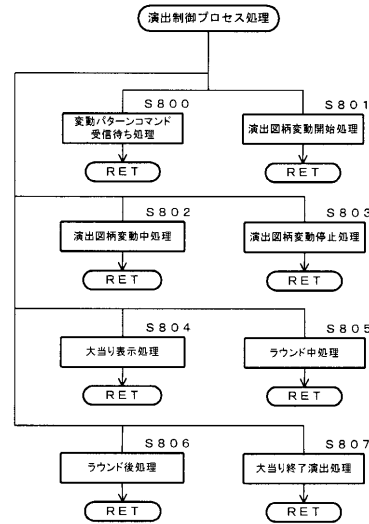 演出制御プロセス処理
S800
S801
変動パターンコマンド
受信待ち処理
演出図柄変動開始処理
RET
RET
S802
S803
演出図柄変動中処理
演出図柄変動停止処理
RET
RET
S804
S805
大当り表示処理
ラウンド中処理
RET
RET
S806
S807
ラウンド後処理
大当り終了演出処理
RET
RET